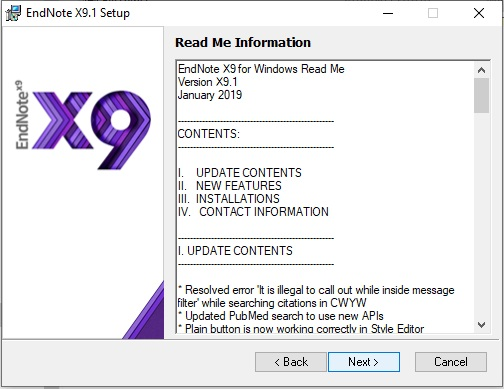 EndNote X9.1 Setup
EndNote X9
X9
Read Me Information
EndNote X9 for Windows Read Me
Version X9.1
January 2019
--------------------------------------------------
CONTENTS:
--------------------------------------------------
I. UPDATE CONTENTS
II. NEW FEATURES
III. INSTALLATIONS
IV. CONTACT INFORMATION
--------------------------------------------------
I. UPDATE CONTENTS
--------------------------------------------------
* Resolved error 'It is illegal to call out while inside message
filter' while searching citations in CWYW
* Updated PubMed search to use new APIs
* Plain button is now working correctly in Style Editor
< Back
Next >
Cancel